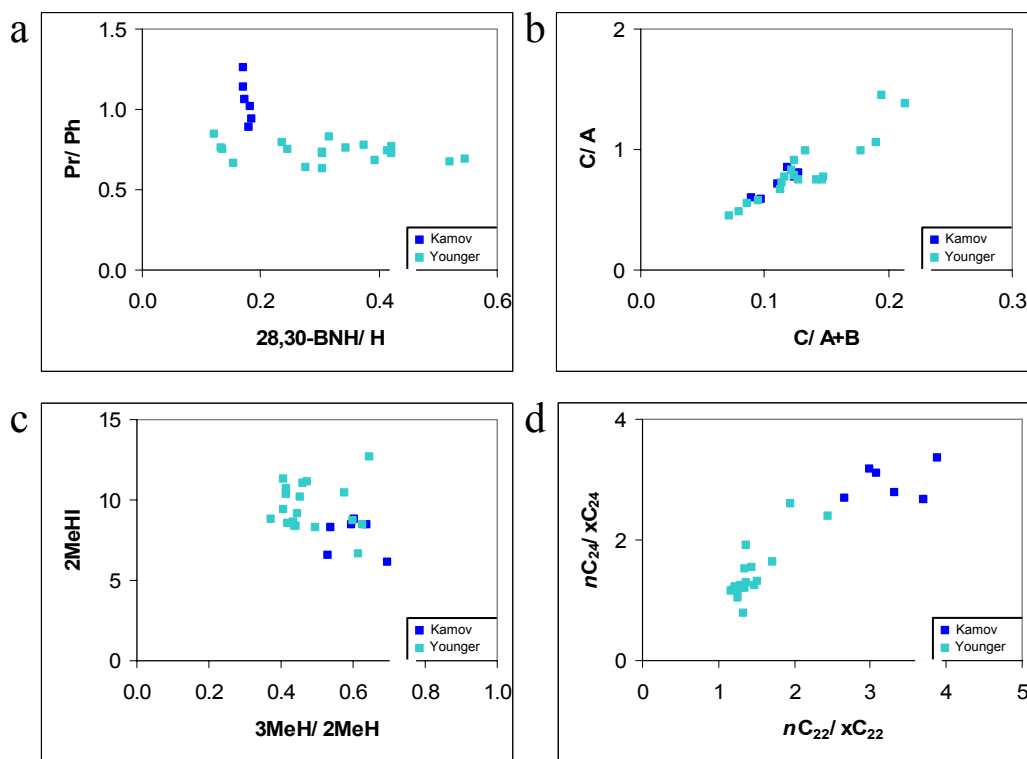 a
1.5
1.0
0.5
0.0
Pr/ Ph
0.0 0.2 0.4 0.6
28,30-BNH/ H
Kamov
Younger
b
2
1
0
C/ A
0 0.1 0.2 0.3
C/ A+B
Kamov
Younger
c
15
10
5
0
2MeHI
0.0 0.2 0.4 0.6 0.8 1.0
3MeH/ 2MeH
Kamov
Younger
d
4
2
0
nC24/ xC24
0 1 2 3 4 5
nC22/ xC22
Kamov
Younger